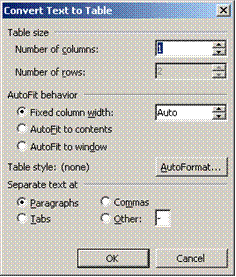 Convert Text to Table
Table size
Number of columns: 1
Number of rows: 2
AutoFit behavior
Fixed column width: Auto
AutoFit to contents
AutoFit to window
Table style: (none) AutoFormat...
Separate text at
Paragraphs Commas
Tabs Other: -
OK Cancel